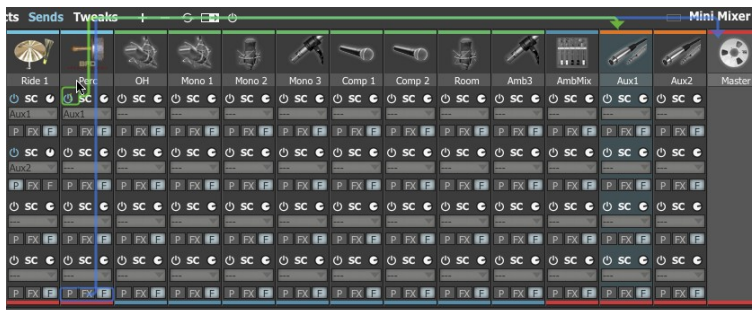 cts Sends Tweaks Mini Mixer
Ride 1 Perc OH Mono 1 Mono 2 Mono 3 Comp 1 Comp 2 Room Amb3 AmbMix Aux1 Aux2 Master
SC SC SC SC SC SC SC SC SC SC SC SC SC
Aux1 Aux1 --- --- --- --- --- --- --- --- --- --- ---
P FX F P FX F P FX F P FX F P FX F P FX F P FX F P FX F P FX F P FX F P FX F P FX F P FX F
SC SC SC SC SC SC SC SC SC SC SC SC SC
Aux2 --- --- --- --- --- --- --- --- --- --- --- ---
P FX F P FX F P FX F P FX F P FX F P FX F P FX F P FX F P FX F P FX F P FX F P FX F P FX F
SC SC SC SC SC SC SC SC SC SC SC SC SC
--- --- --- --- --- --- --- --- --- --- --- --- ---
P FX F P FX F P FX F P FX F P FX F P FX F P FX F P FX F P FX F P FX F P FX F P FX F P FX F
SC SC SC SC SC SC SC SC SC SC SC SC SC
--- --- --- --- --- --- --- --- --- --- --- --- ---
P FX F P FX F P FX F P FX F P FX F P FX F P FX F P FX F P FX F P FX F P FX F P FX F P FX F